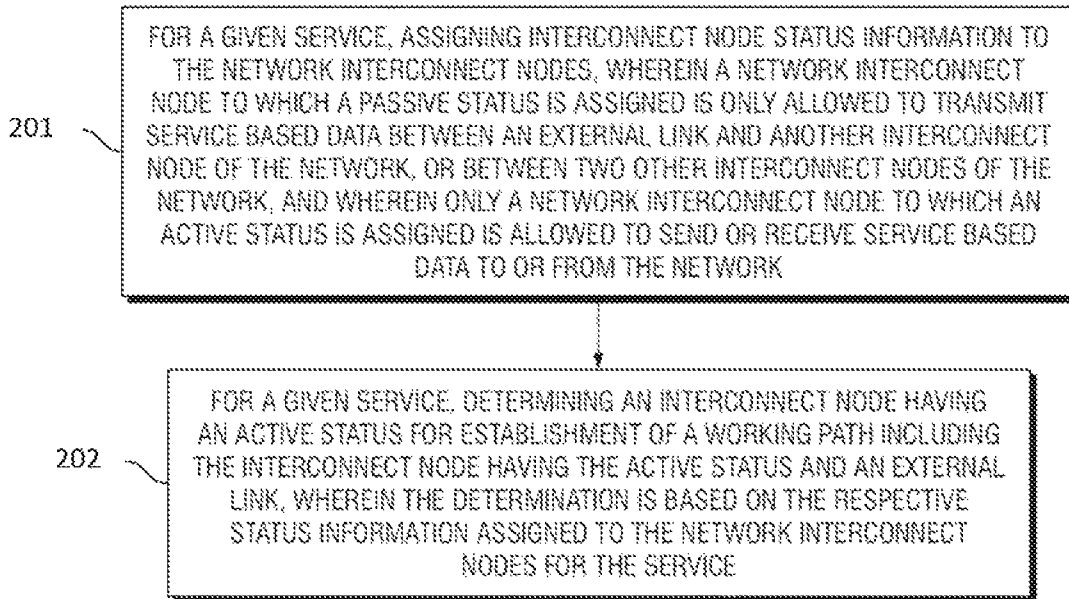 FOR A GIVEN SERVICE, ASSIGNING INTERCONNECT NODE STATUS INFORMATION TO
THE NETWORK INTERCONNECT NODES, WHEREIN A NETWORK INTERCONNECT
NODE TO WHICH A PASSIVE STATUS IS ASSIGNED IS ONLY ALLOWED TO TRANSMIT
201
SERVICE BASED DATA BETWEEN AN EXTERNAL LINK AND ANOTHER INTERCONNECT
NODE OF THE NETWORK, OR BETWEEN TWO OTHER INTERCONNECT NODES OF THE
NETWORK, AND WHEREIN ONLY A NETWORK INTERCONNECT NODE TO WHICH AN
ACTIVE STATUS IS ASSIGNED IS ALLOWED TO SEND OR RECEIVE SERVICE BASED
DATA TO OR FROM THE NETWORK
FOR A GIVEN SERVICE, DETERMINING AN INTERCONNECT NODE HAVING
AN ACTIVE STATUS FOR ESTABLISHMENT OF A WORKING PATH INCLUDING
202
THE INTERCONNECT NODE HAVING THE ACTIVE STATUS AND AN EXTERNAL
LINK, WHEREIN THE DETERMINATION IS BASED ON THE RESPECTIVE
STATUS INFORMATION ASSIGNED TO THE NETWORK INTERCONNECT
NODES FOR THE SERVICE